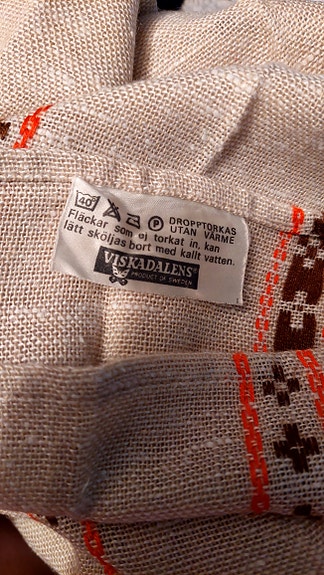 40 P DROPPTORKAS
UTAN VÄRME
Fläckar som ej torkat in, kan
lätt sköljas bort med kallt vatten.
VISKADALENS®
PRODUCT OF SWEDEN